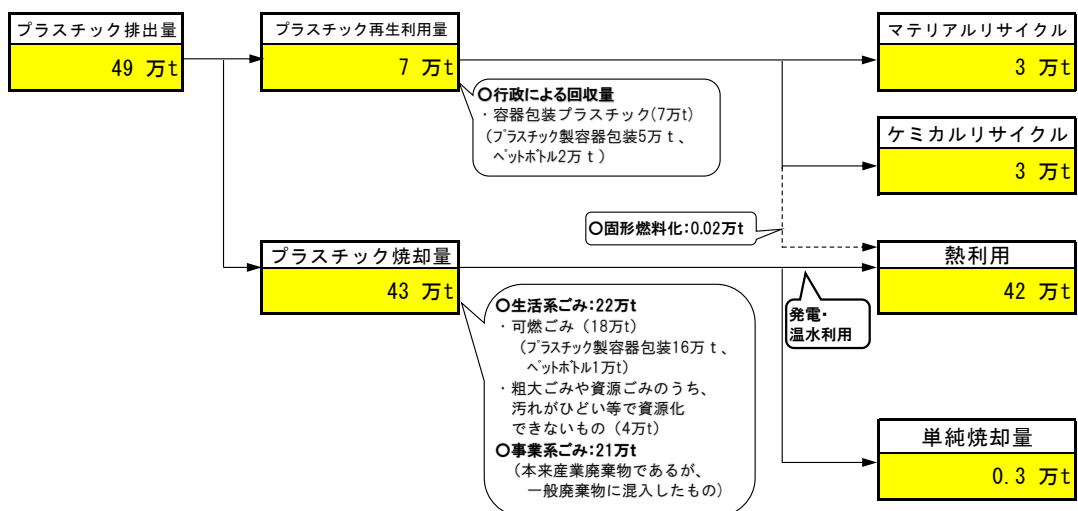 プラスチック排出量
49 万t
プラスチック再生利用量
7 万t
○行政による回収量
・容器包装プラスチック(7万t)
(プラスチック製容器包装5万t、
ペットボトル2万t)
マテリアルリサイクル
3 万t
ケミカルリサイクル
3 万t
○固形燃料化:0.02万t
プラスチック焼却量
43 万t
○生活系ごみ:22万t
・可燃ごみ (18万t)
(プラスチック製容器包装16万t、
ペットボトル1万t)
・粗大ごみや資源ごみのうち、
汚れがひどい等で資源化
できないもの (4万t)
○事業系ごみ:21万t
(本来産業廃棄物であるが、
一般廃棄物に混入したもの)
熱利用
42 万t
発電・
温水利用
単純焼却量
0.3 万t